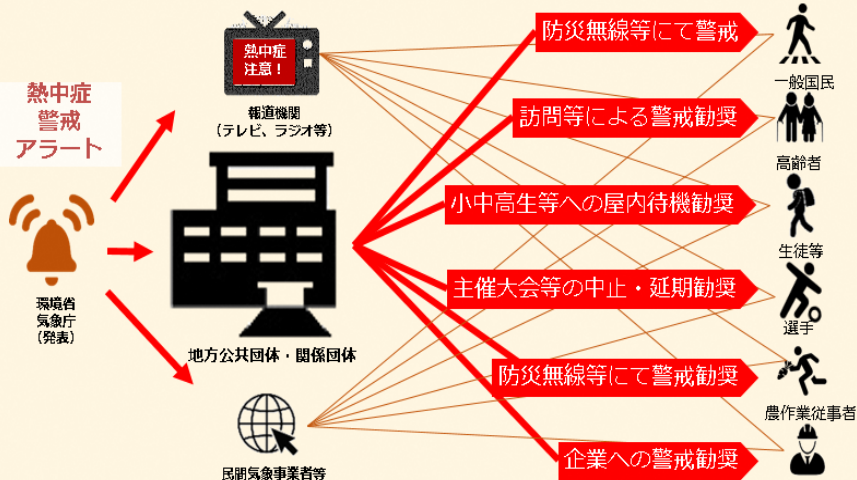 熱中症
警戒
アラート
環境省
気象庁
(発表)
熱中症
注意！
報道機関
(テレビ、ラジオ等)
地方公共団体・関係団体
民間気象事業者等
防災無線等にて警戒
訪問等による警戒勧奨
小中高生等への屋内待機勧奨
主催大会等の中止・延期勧奨
防災無線等にて警戒勧奨
企業への警戒勧奨
一般国民
高齢者
生徒等
選手
農作業従事者